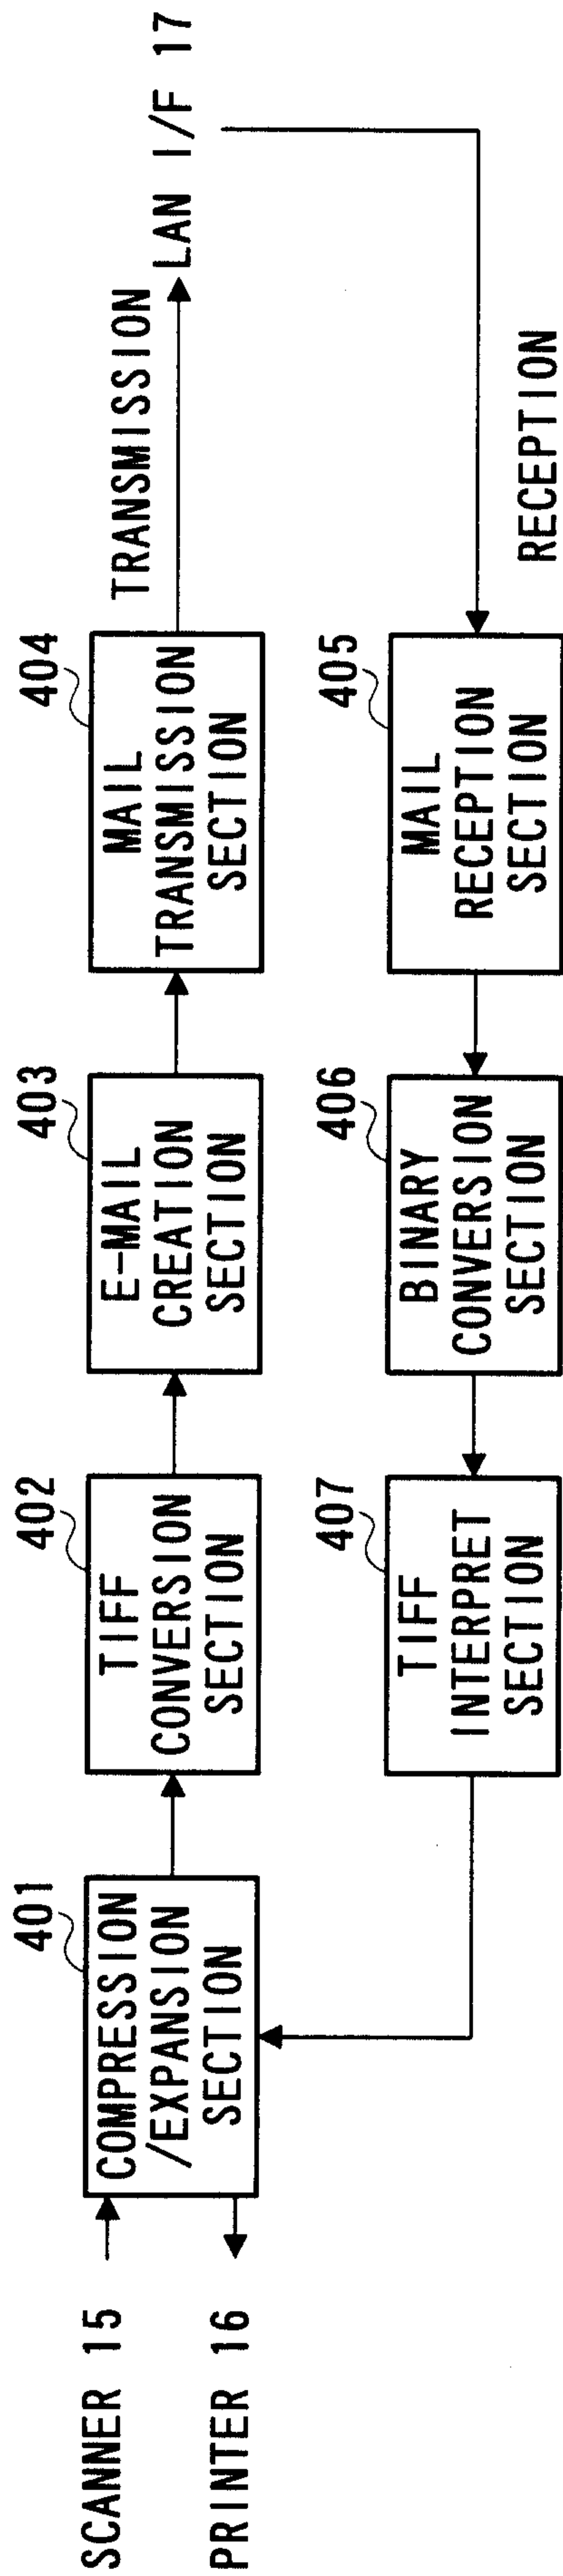 SCANNER 15
PRINTER 16
401
COMPRESSION
/EXPANSION
SECTION
402
TIFF
CONVERSION
SECTION
403
E-MAIL
CREATION
SECTION
404
MAIL
TRANSMISSION
SECTION
TRANSMISSION
LAN I/F 17
RECEPTION
405
MAIL
RECEPTION
SECTION
406
BINARY
CONVERSION
SECTION
407
TIFF
INTERPRET
SECTION